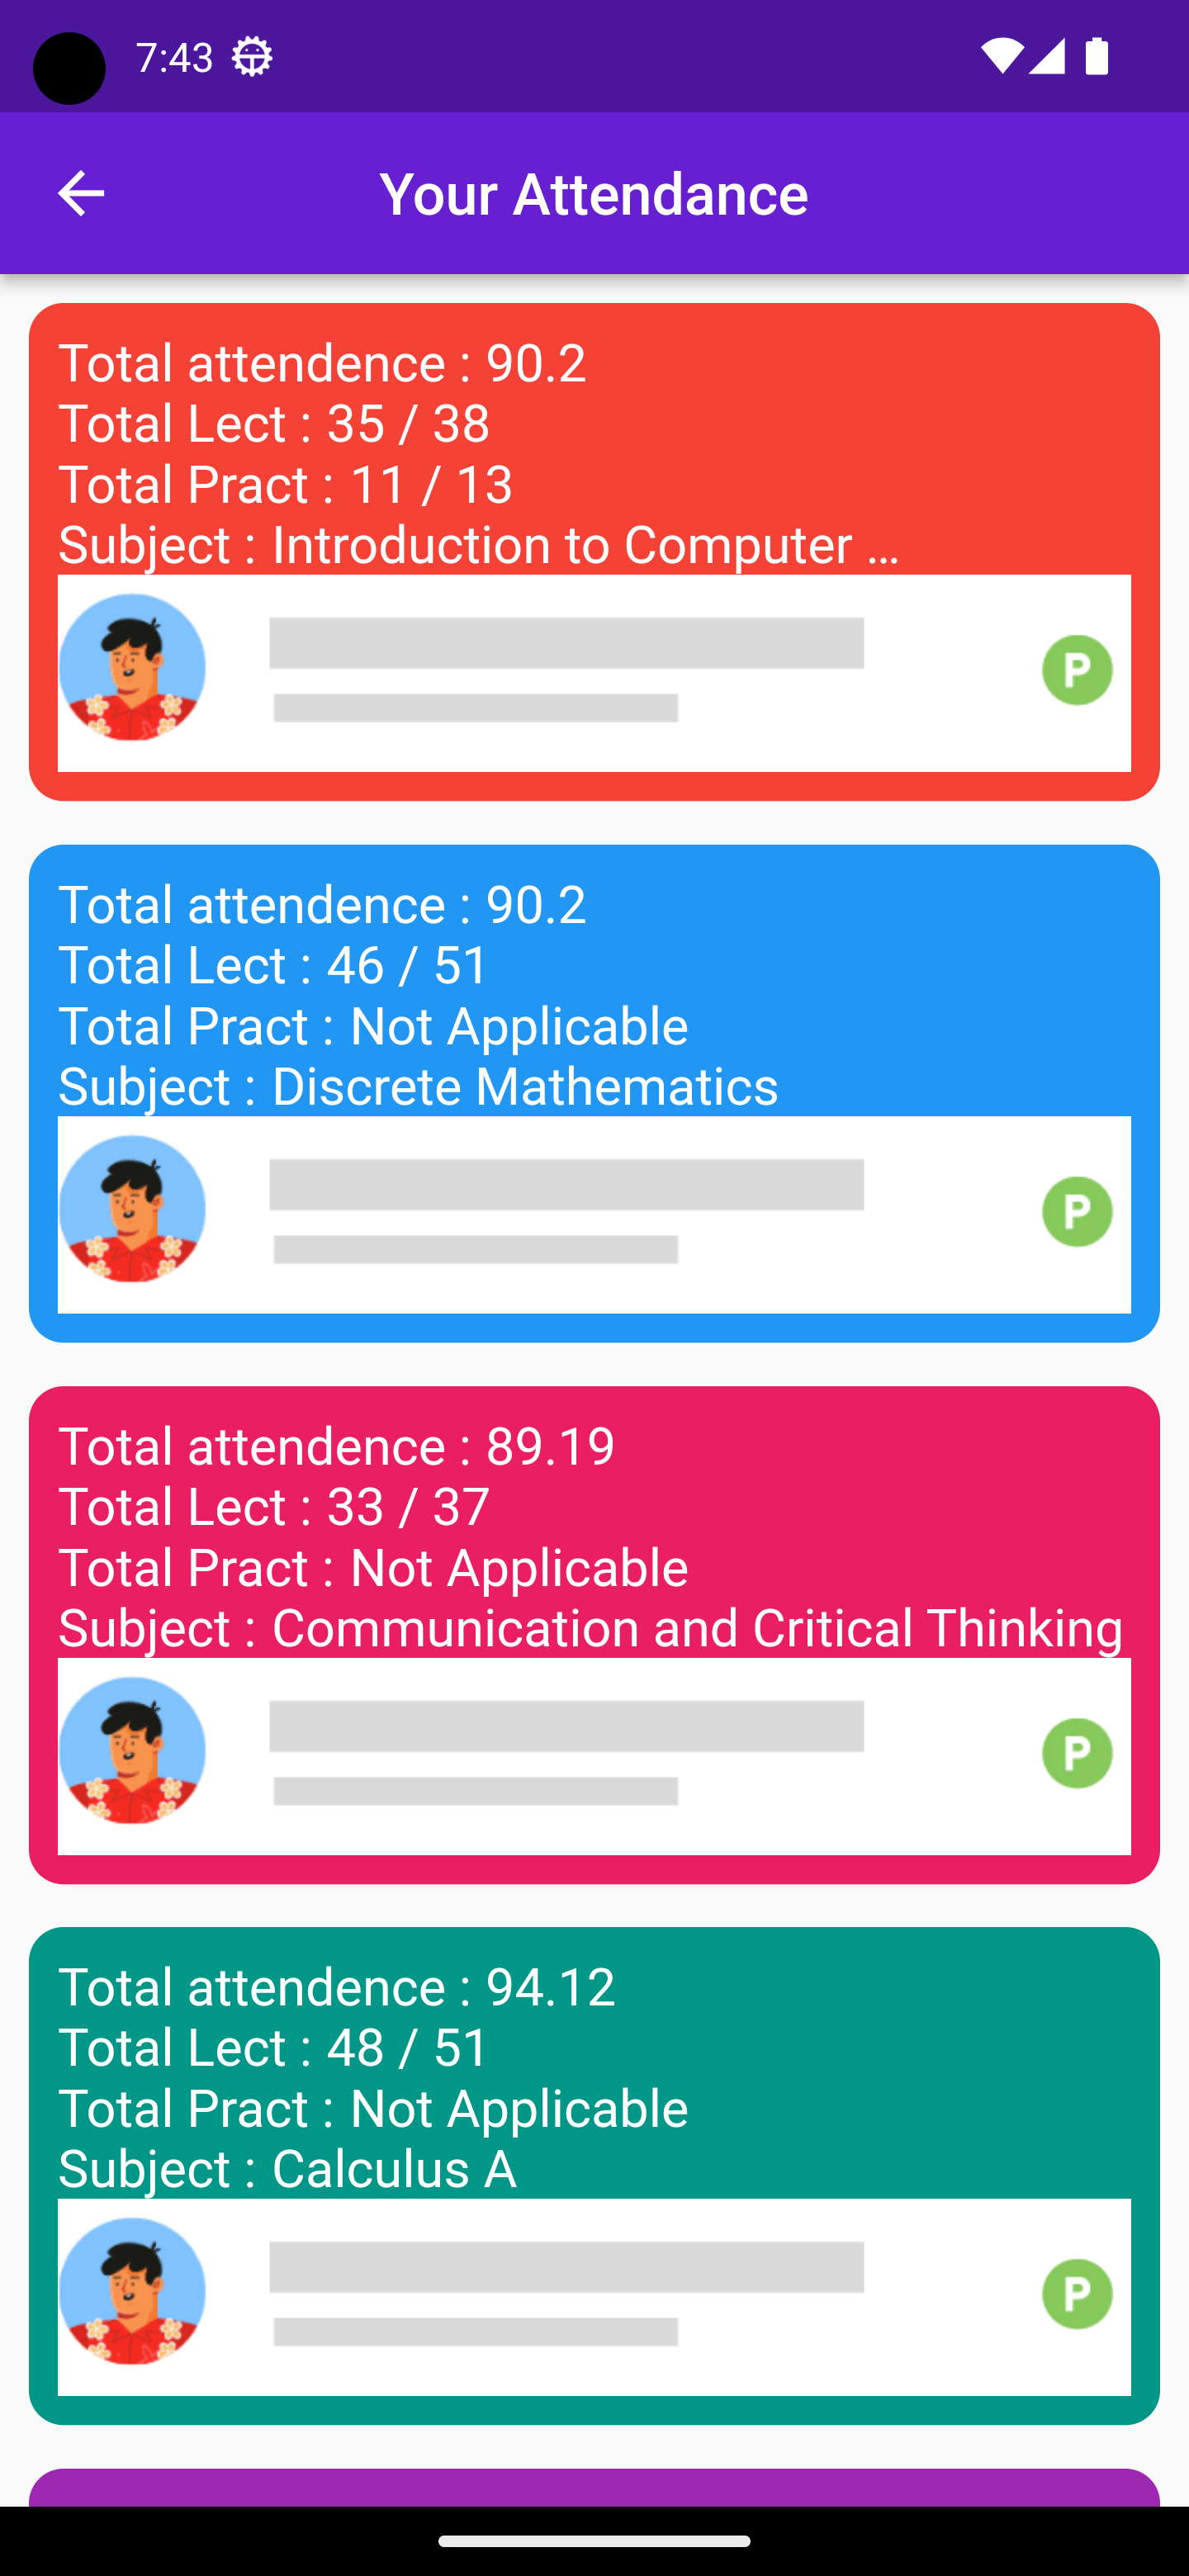 7:43
Your Attendance
Total attendence : 90.2
Total Lect : 35 / 38
Total Pract : 11 / 13
Subject : Introduction to Computer ...
P
Total attendence : 90.2
Total Lect : 46 / 51
Total Pract : Not Applicable
Subject : Discrete Mathematics
P
Total attendence : 89.19
Total Lect : 33 / 37
Total Pract : Not Applicable
Subject : Communication and Critical Thinking
P
Total attendence : 94.12
Total Lect : 48 / 51
Total Pract : Not Applicable
Subject : Calculus A
P